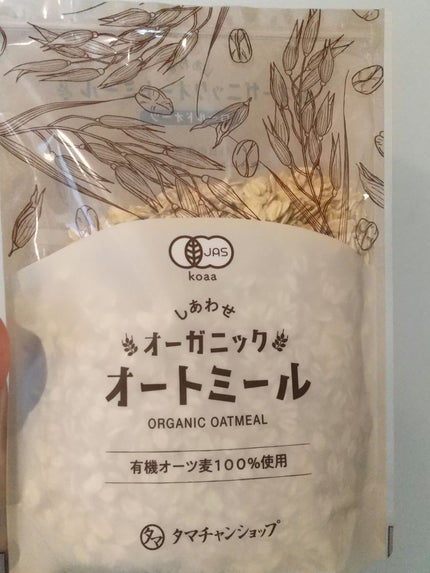 JAS
koaa
しあわせ
オーガニック
オートミール
ORGANIC OATMEAL
有機オーツ麦100%使用
タマ タマチャンショップ